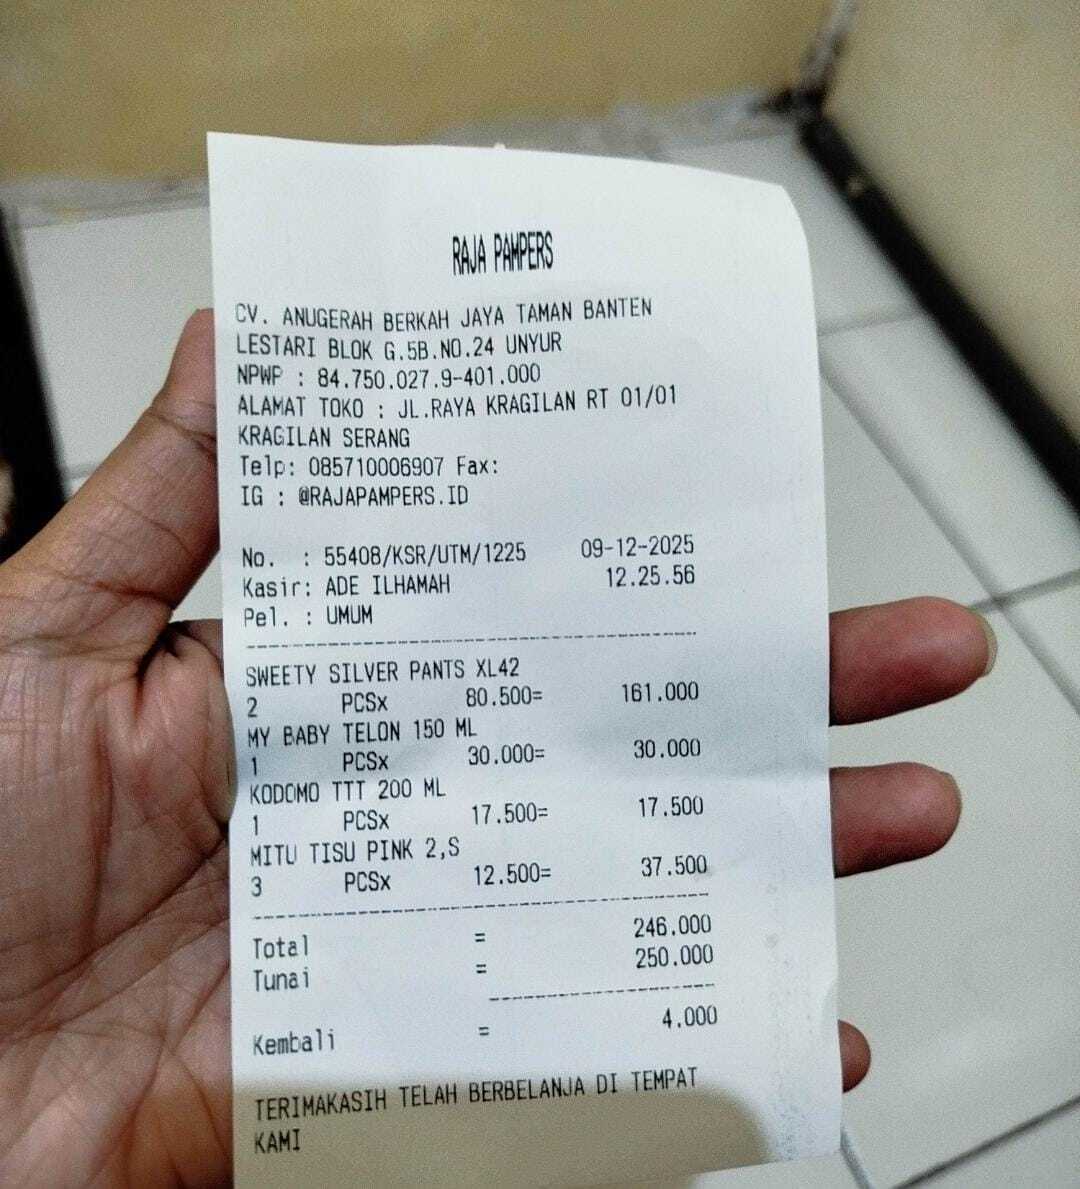 RAJA PAMPERS
CV. ANUGERAH BERKAH JAYA TAMAN BANTEN
LESTARI BLOK G.5B.NO.24 UNYUR
NPWP : 84.750.027.9-401.000
ALAMAT TOKO : JL.RAYA KRAGILAN RT 01/01
KRAGILAN SERANG
Telp: 085710006907 Fax:
IG : @RAJAPAMPERS.ID
No. : 55408/KSR/UTM/1225 09-12-2025
Kasir: ADE ILHAMAH 12.25.56
Pel. : UMUM
SWEETY SILVER PANTS XL42
2 PCSx 80.500= 161.000
MY BABY TELON 150 ML
1 PCSx 30.000= 30.000
KODOMO TTT 200 ML
1 PCSx 17.500= 17.500
MITU TISU PINK 2,S
3 PCSx 12.500= 37.500
Total = 246.000
Tunai = 250.000
Kembali = 4.000
TERIMAKASIH TELAH BERBELANJA DI TEMPAT
KAMI